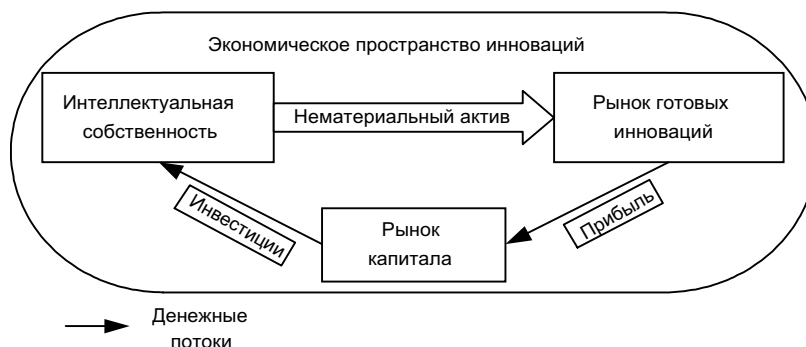 Экономическое пространство инноваций
Интеллектуальная
собственность
Нематериальный актив
Рынок готовых
инноваций
Инвестиции
Рынок
капитала
Прибыль
Денежные
потоки